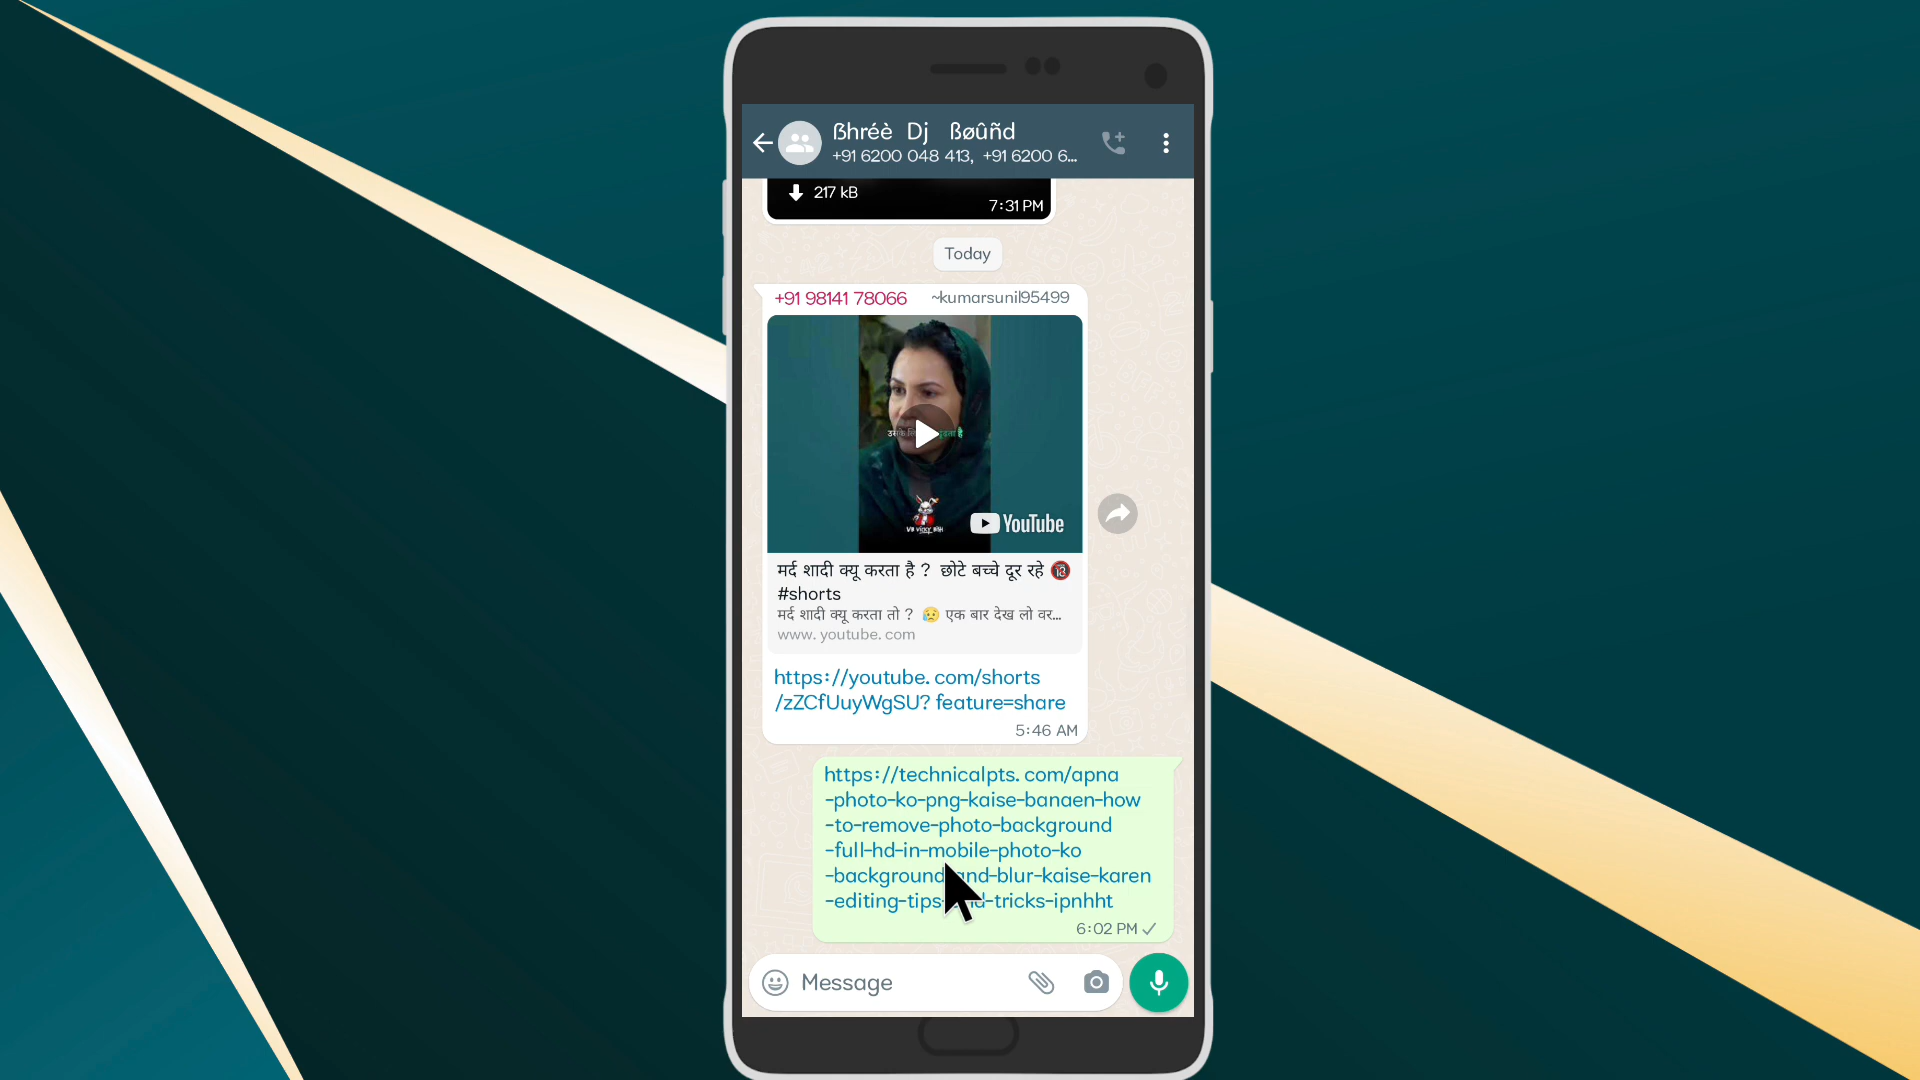 ßhréè Dj ßøûñd
+91 6200 048 413, +91 6200 6...
217 kB
7:31 PM
Today
+91 98141 78066 ~kumarsunil95499
YouTube
मर्द शादी क्यू करता है ? छोटे बच्चे दूर रहे 🔞
#shorts
मर्द शादी क्यू करता तो ? 😥 एक बार देख लो वर...
www. youtube. com
https://youtube. com/shorts
/zZCfUuyWgSU? feature=share
5:46 AM
https://technicalpts. com/apna
-photo-ko-png-kaise-banaen-how
-to-remove-photo-background
-full-hd-in-mobile-photo-ko
-background-and-blur-kaise-karen
-editing-tips-and-tricks-ipnhht
6:02 PM
Message